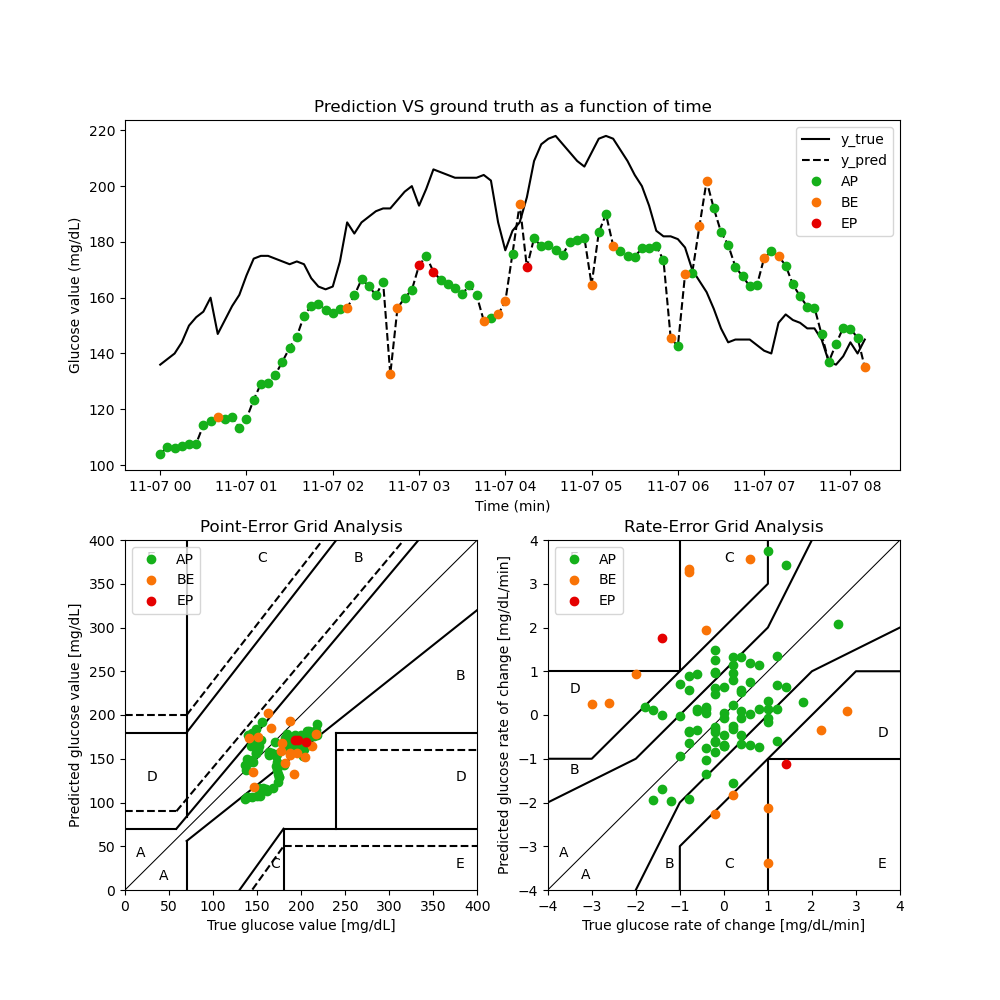 Prediction VS ground truth as a function of time
Glucose value (mg/dL)
220
200
180
160
140
120
100
y_true
y_pred
AP
BE
EP
11-07 00 11-07 01 11-07 02 11-07 03 11-07 04 11-07 05 11-07 06 11-07 07 11-07 08
Time (min)
Point-Error Grid Analysis
Predicted glucose value [mg/dL]
400
350
300
250
200
150
100
50
0
AP
BE
EP
C B
B
D D
A
A C E
0 50 100 150 200 250 300 350 400
True glucose value [mg/dL]
Rate-Error Grid Analysis
Predicted glucose rate of change [mg/dL/min]
4
3
2
1
0
−1
−2
−3
−4
AP
BE
EP
C
D
D
B
A
A B C E
−4 −3 −2 −1 0 1 2 3 4
True glucose rate of change [mg/dL/min]